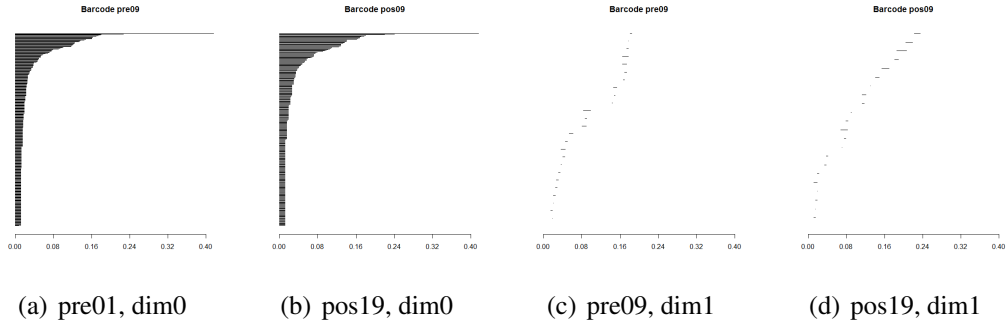 Barcode pre09
Barcode pos09
Barcode pre09
Barcode pos09
0.00 0.08 0.16 0.24 0.32 0.40
0.00 0.08 0.16 0.24 0.32 0.40
0.00 0.08 0.16 0.24 0.32 0.40
0.00 0.08 0.16 0.24 0.32 0.40
(a) pre01, dim0
(b) pos19, dim0
(c) pre09, dim1
(d) pos19, dim1